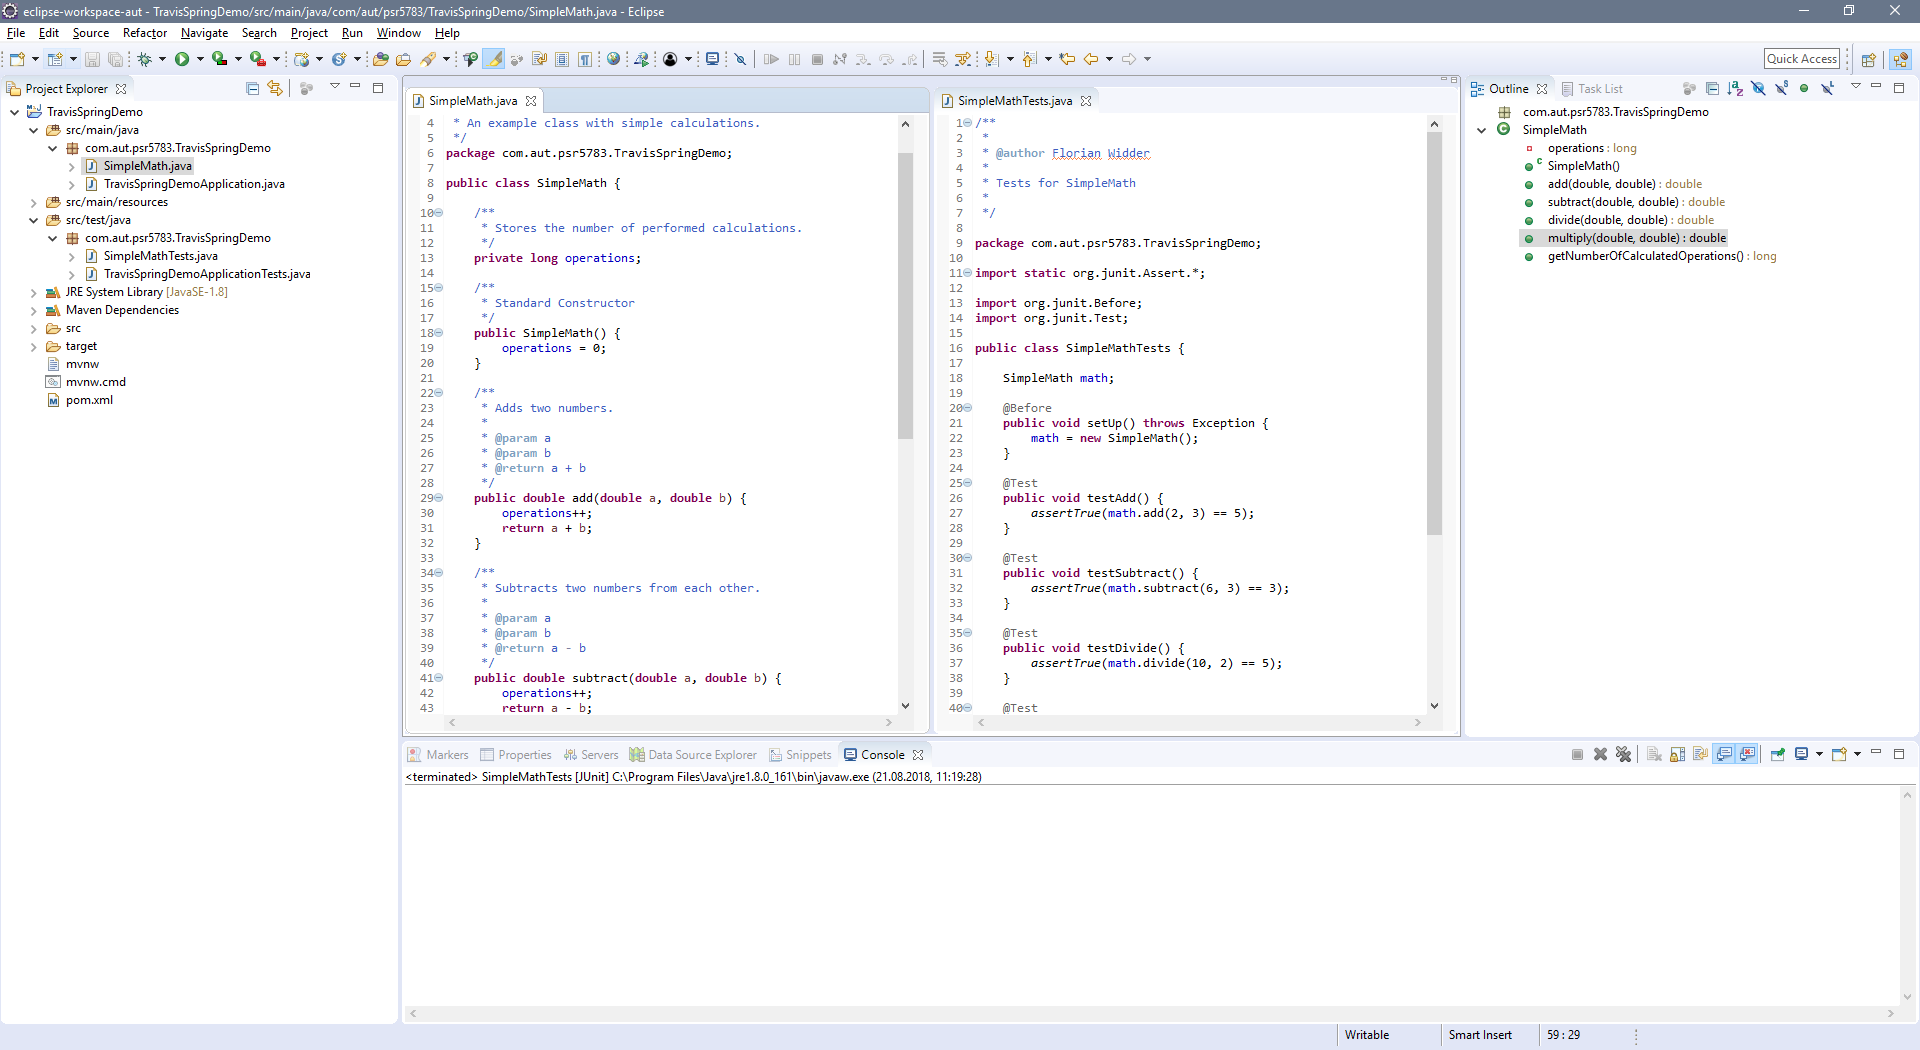 eclipse-workspace-aut - TravisSpringDemo/src/main/java/com/aut/psr5783/TravisSpringDemo/SimpleMath.java - Eclipse
File Edit Source Refactor Navigate Search Project Run Window Help
Quick Access
Project Explorer
TravisSpringDemo
src/main/java
com.aut.psr5783.TravisSpringDemo
SimpleMath.java
TravisSpringDemoApplication.java
src/main/resources
src/test/java
com.aut.psr5783.TravisSpringDemo
SimpleMathTests.java
TravisSpringDemoApplicationTests.java
JRE System Library [JavaSE-1.8]
Maven Dependencies
src
target
mvnw
mvnw.cmd
pom.xml
SimpleMath.java
4 * An example class with simple calculations.
5 */
6 package com.aut.psr5783.TravisSpringDemo;
7
8 public class SimpleMath {
9
10 /**
11 * Stores the number of performed calculations.
12 */
13 private long operations;
14
15 /**
16 * Standard Constructor
17 */
18 public SimpleMath() {
19 operations = 0;
20 }
21
22 /**
23 * Adds two numbers.
24 *
25 * @param a
26 * @param b
27 * @return a + b
28 */
29 public double add(double a, double b) {
30 operations++;
31 return a + b;
32 }
33
34 /**
35 * Subtracts two numbers from each other.
36 *
37 * @param a
38 * @param b
39 * @return a - b
40 */
41 public double subtract(double a, double b) {
42 operations++;
43 return a - b;
SimpleMathTests.java
1 /**
2 *
3 * @author Florian Widder
4 *
5 * Tests for SimpleMath
6 *
7 */
8
9 package com.aut.psr5783.TravisSpringDemo;
10
11 import static org.junit.Assert.*;
12
13 import org.junit.Before;
14 import org.junit.Test;
15
16 public class SimpleMathTests {
17
18 SimpleMath math;
19
20 @Before
21 public void setUp() throws Exception {
22 math = new SimpleMath();
23 }
24
25 @Test
26 public void testAdd() {
27 assertTrue(math.add(2, 3) == 5);
28 }
29
30 @Test
31 public void testSubtract() {
32 assertTrue(math.subtract(6, 3) == 3);
33 }
34
35 @Test
36 public void testDivide() {
37 assertTrue(math.divide(10, 2) == 5);
38 }
39
40 @Test
Outline Task List
com.aut.psr5783.TravisSpringDemo
SimpleMath
operations : long
SimpleMath()
add(double, double) : double
subtract(double, double) : double
divide(double, double) : double
multiply(double, double) : double
getNumberOfCalculatedOperations() : long
Markers Properties Servers Data Source Explorer Snippets Console
<terminated> SimpleMathTests [JUnit] C:\Program Files\Java\jre1.8.0_161\bin\javaw.exe (21.08.2018, 11:19:28)
Writable Smart Insert 59 : 29